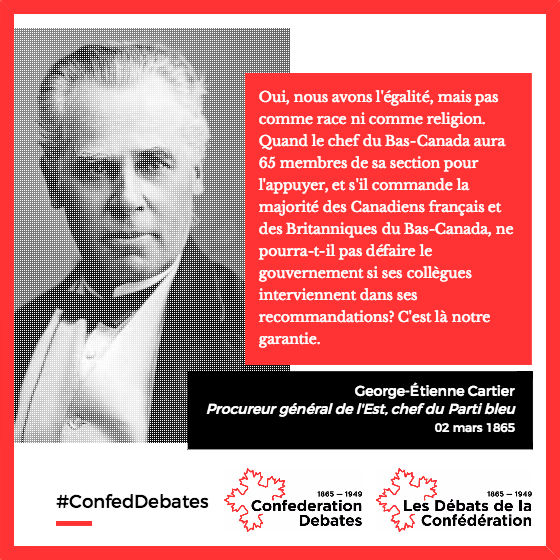 Oui, nous avons l'égalité, mais pas
comme race ni comme religion.
Quand le chef du Bas-Canada aura
65 membres de sa section pour
l'appuyer, et s'il commande la
majorité des Canadiens français et
des Britanniques du Bas-Canada, ne
pourra-t-il pas défaire le
gouvernement si ses collègues
interviennent dans ses
recommandations? C'est là notre
garantie.
George-Étienne Cartier
Procureur général de l'Est, chef du Parti bleu
02 mars 1865
#ConfedDebates
1865 — 1949
Confederation
Debates
1865 — 1949
Les Débats de la
Confédération